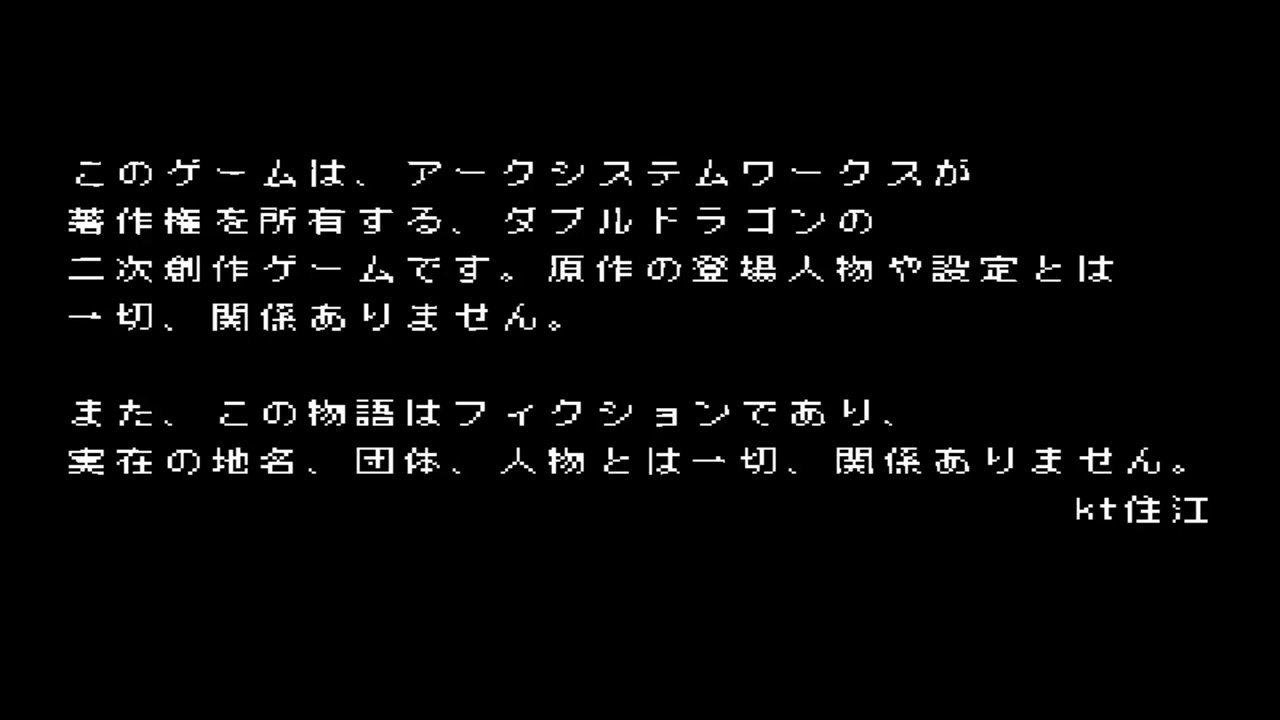 このゲームは、アークシステムワークスが
著作権を所有する、ダブルドラゴンの
二次創作ゲームです。原作の登場人物や設定とは
一切、関係ありません。
また、この物語はフィクションであり、
実在の地名、団体、人物とは一切、関係ありません。
kt住江